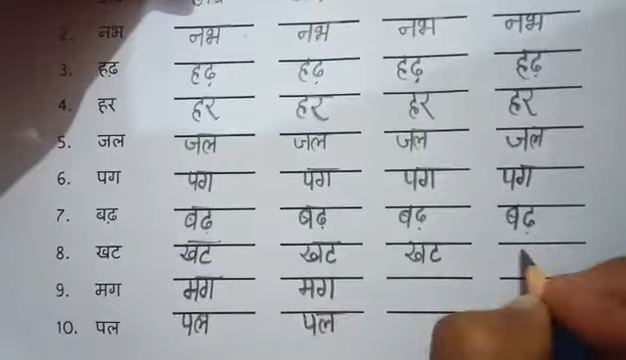 2. नभ नभ नभ नभ नभ
3. हढ़ हढ़ हढ़ हढ़ हढ़
4. हर हर हर हर हर
5. जल जल जल जल जल
6. पग पग पग पग पग
7. बढ़ बढ़ बढ़ बढ़ बढ़
8. खट खट खट खट
9. मग मग मग
10. पल पल पल